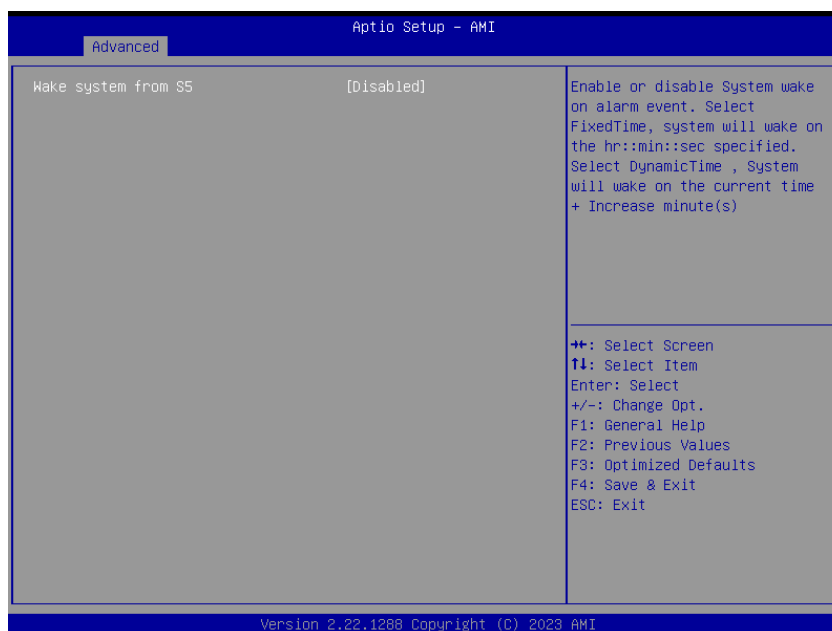 Aptio Setup – AMI
Advanced
Wake system from S5 [Disabled]
Enable or disable System wake
on alarm event. Select
FixedTime, system will wake on
the hr::min::sec specified.
Select DynamicTime , System
will wake on the current time
+ Increase minute(s)
→←: Select Screen
↑↓: Select Item
Enter: Select
+/-: Change Opt.
F1: General Help
F2: Previous Values
F3: Optimized Defaults
F4: Save & Exit
ESC: Exit
Version 2.22.1288 Copyright (C) 2023 AMI